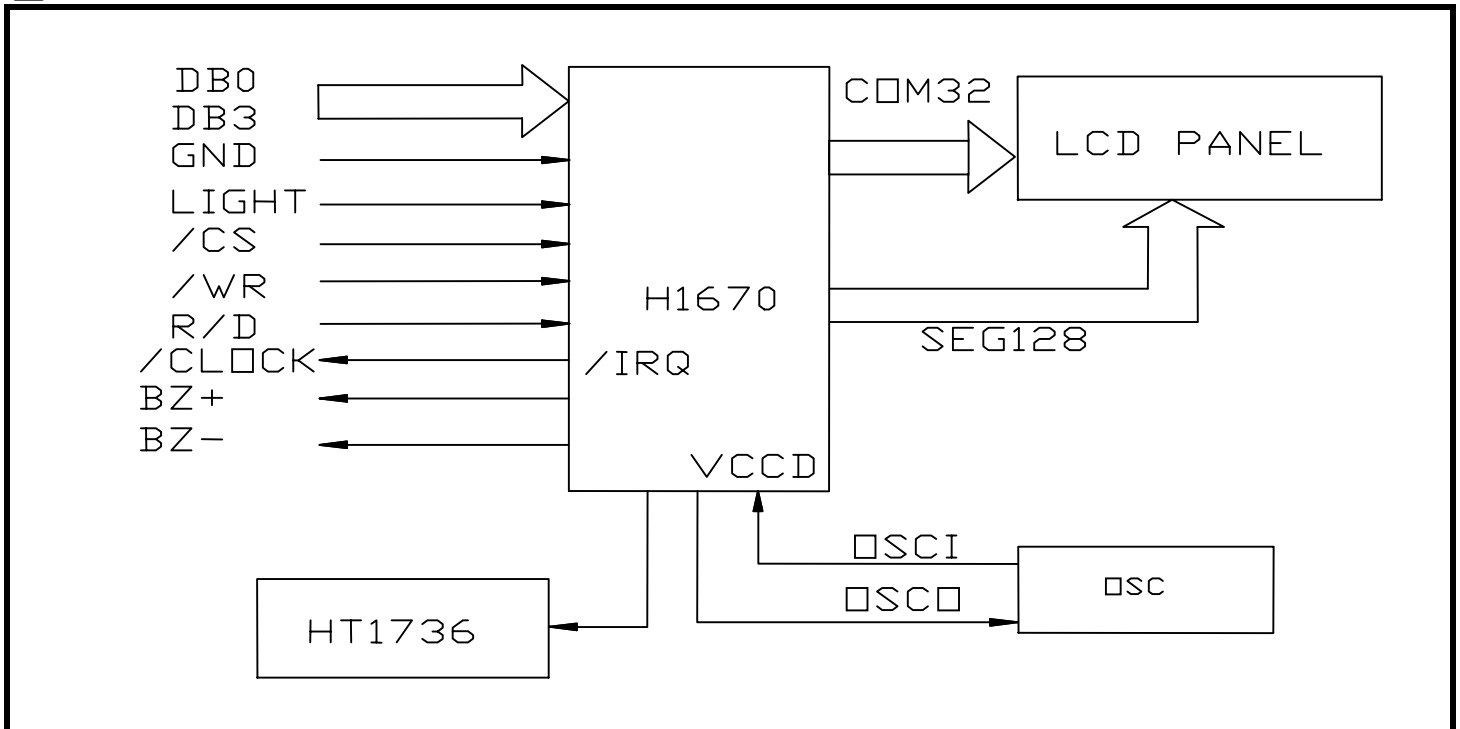 DB0
DB3
GND
LIGHT
/CS
/WR
R/D
/CLOCK
BZ+
BZ-
H1670
/IRQ
VCCD
COM32
LCD PANEL
SEG128
OSCI
OSCO
OSC
HT1736